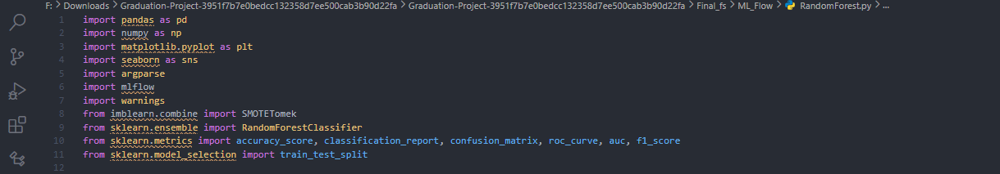 F: > Downloads > Graduation-Project-3951f7b7e0bedcc132358d7ee500cab3b90d22fa > Graduation-Project-3951f7b7e0bedcc132358d7ee500cab3b90d22fa > Final_fs > ML_Flow > RandomForest.py > ...
1 import pandas as pd
2 import numpy as np
3 import matplotlib.pyplot as plt
4 import seaborn as sns
5 import argparse
6 import mlflow
7 import warnings
8 from imblearn.combine import SMOTETomek
9 from sklearn.ensemble import RandomForestClassifier
10 from sklearn.metrics import accuracy_score, classification_report, confusion_matrix, roc_curve, auc, f1_score
11 from sklearn.model_selection import train_test_split
12